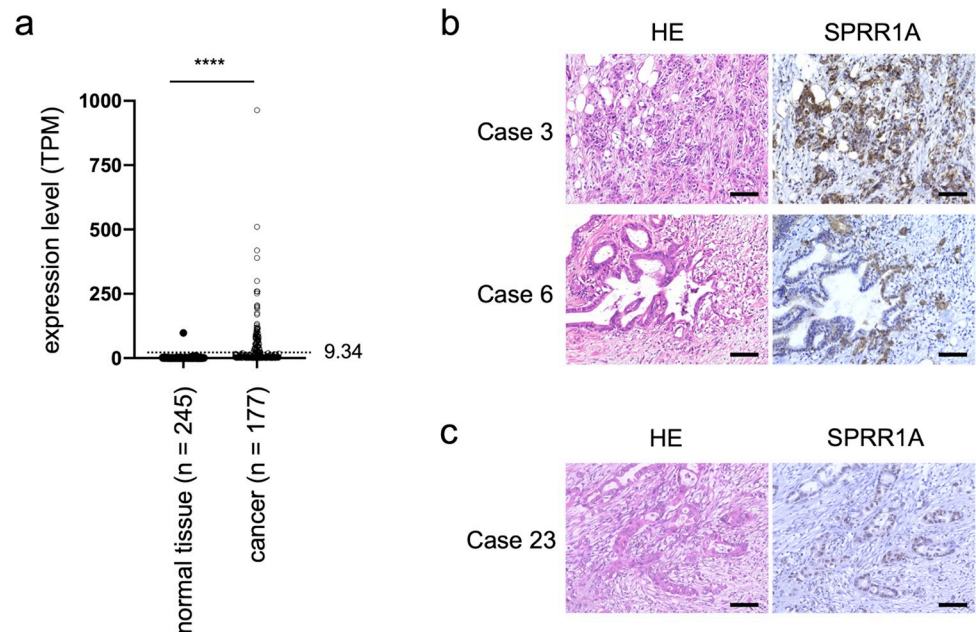 a
****
expression level (TPM)
1000
750
500
250
0
9.34
normal tissue (n = 245)
cancer (n = 177)
b
HE
SPRR1A
Case 3
Case 6
c
HE
SPRR1A
Case 23